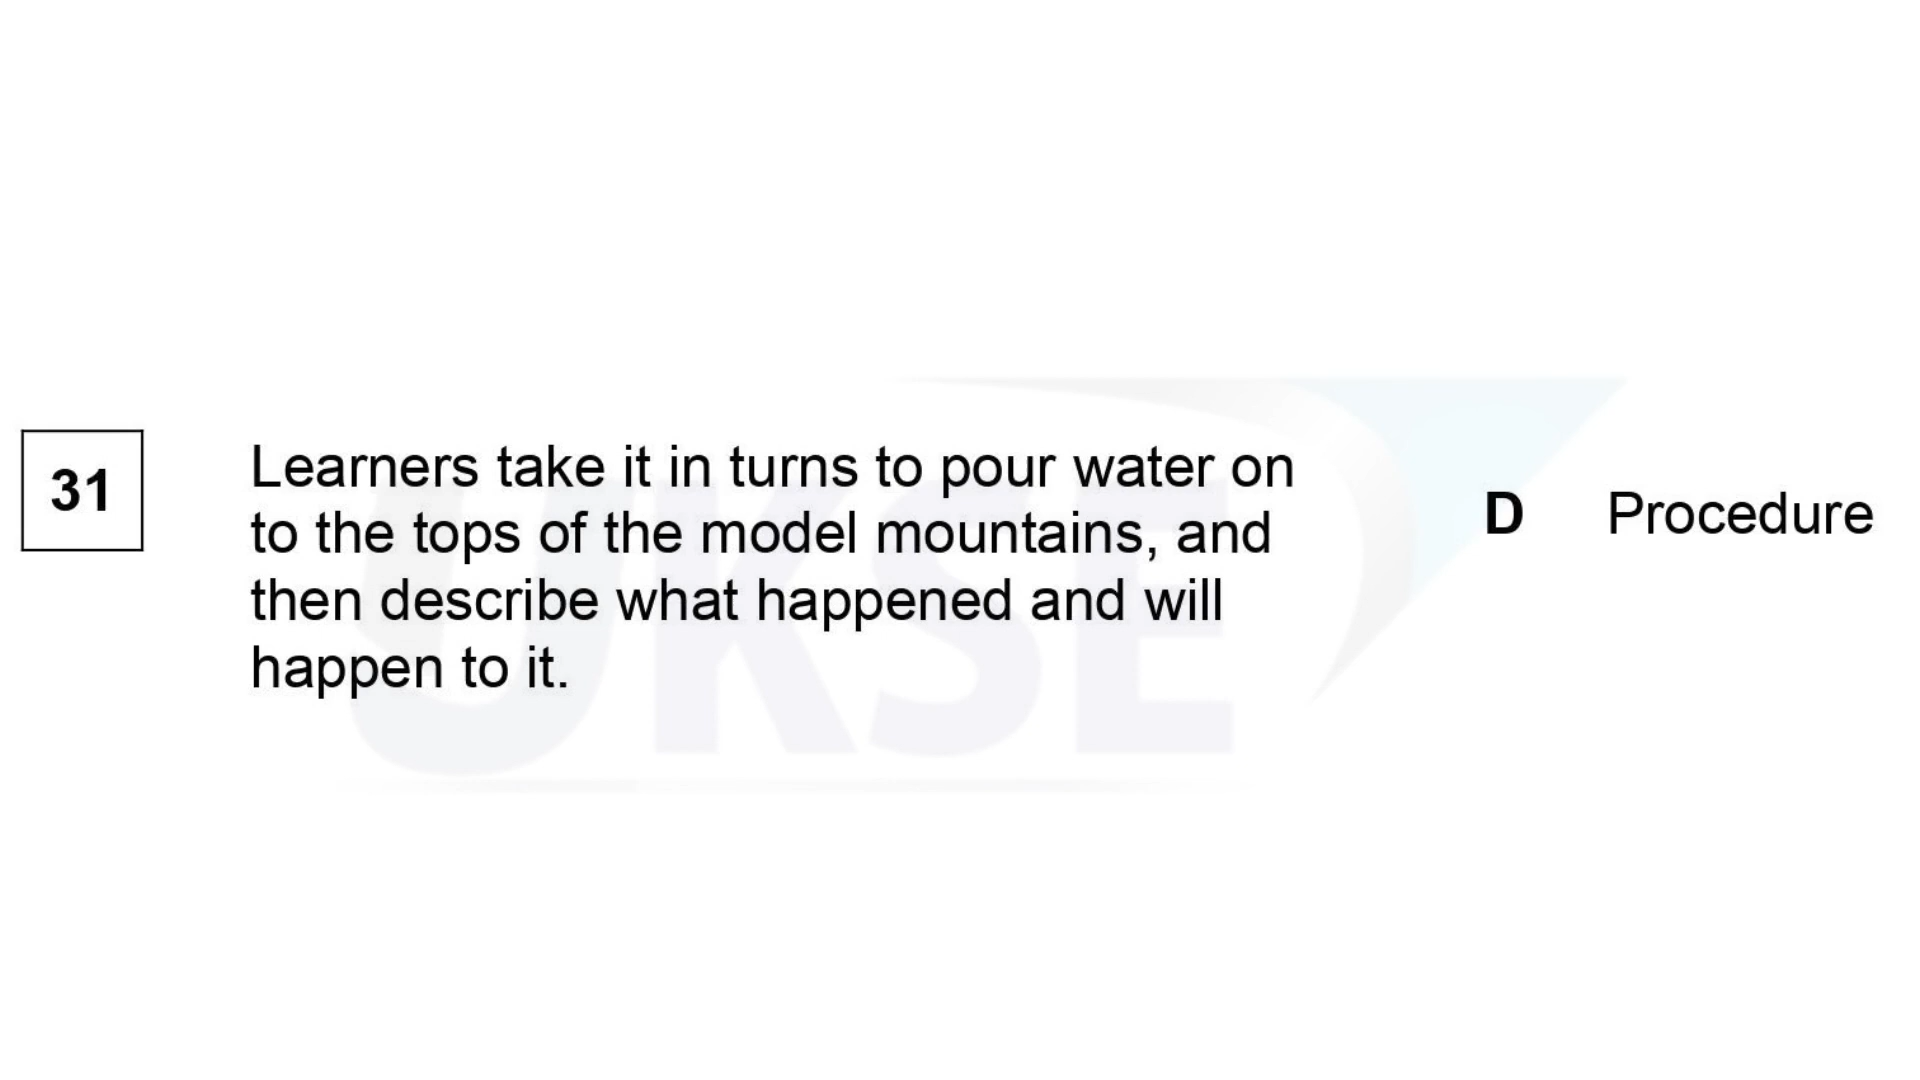 31
Learners take it in turns to pour water on
to the tops of the model mountains, and
then describe what happened and will
happen to it.
D Procedure
UKSE